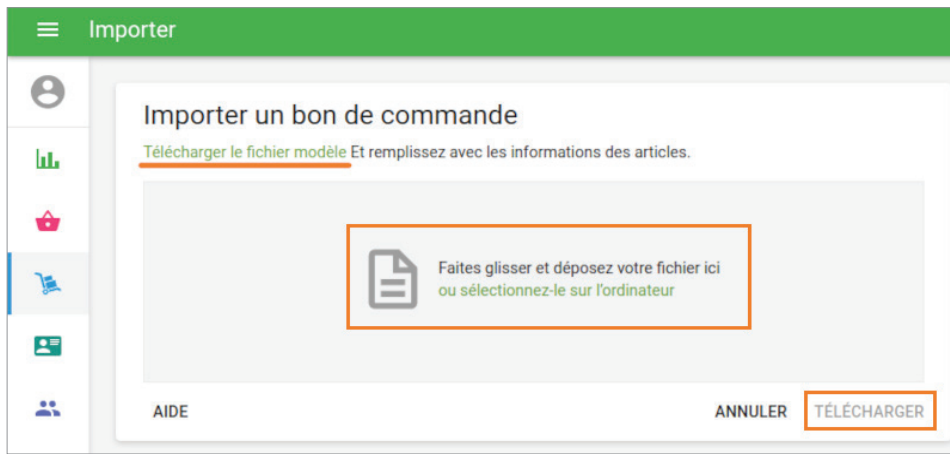 Importer
Importer un bon de commande
Télécharger le fichier modèle Et remplissez avec les informations des articles.
Faites glisser et déposez votre fichier ici
ou sélectionnez-le sur l'ordinateur
AIDE ANNULER TÉLÉCHARGER